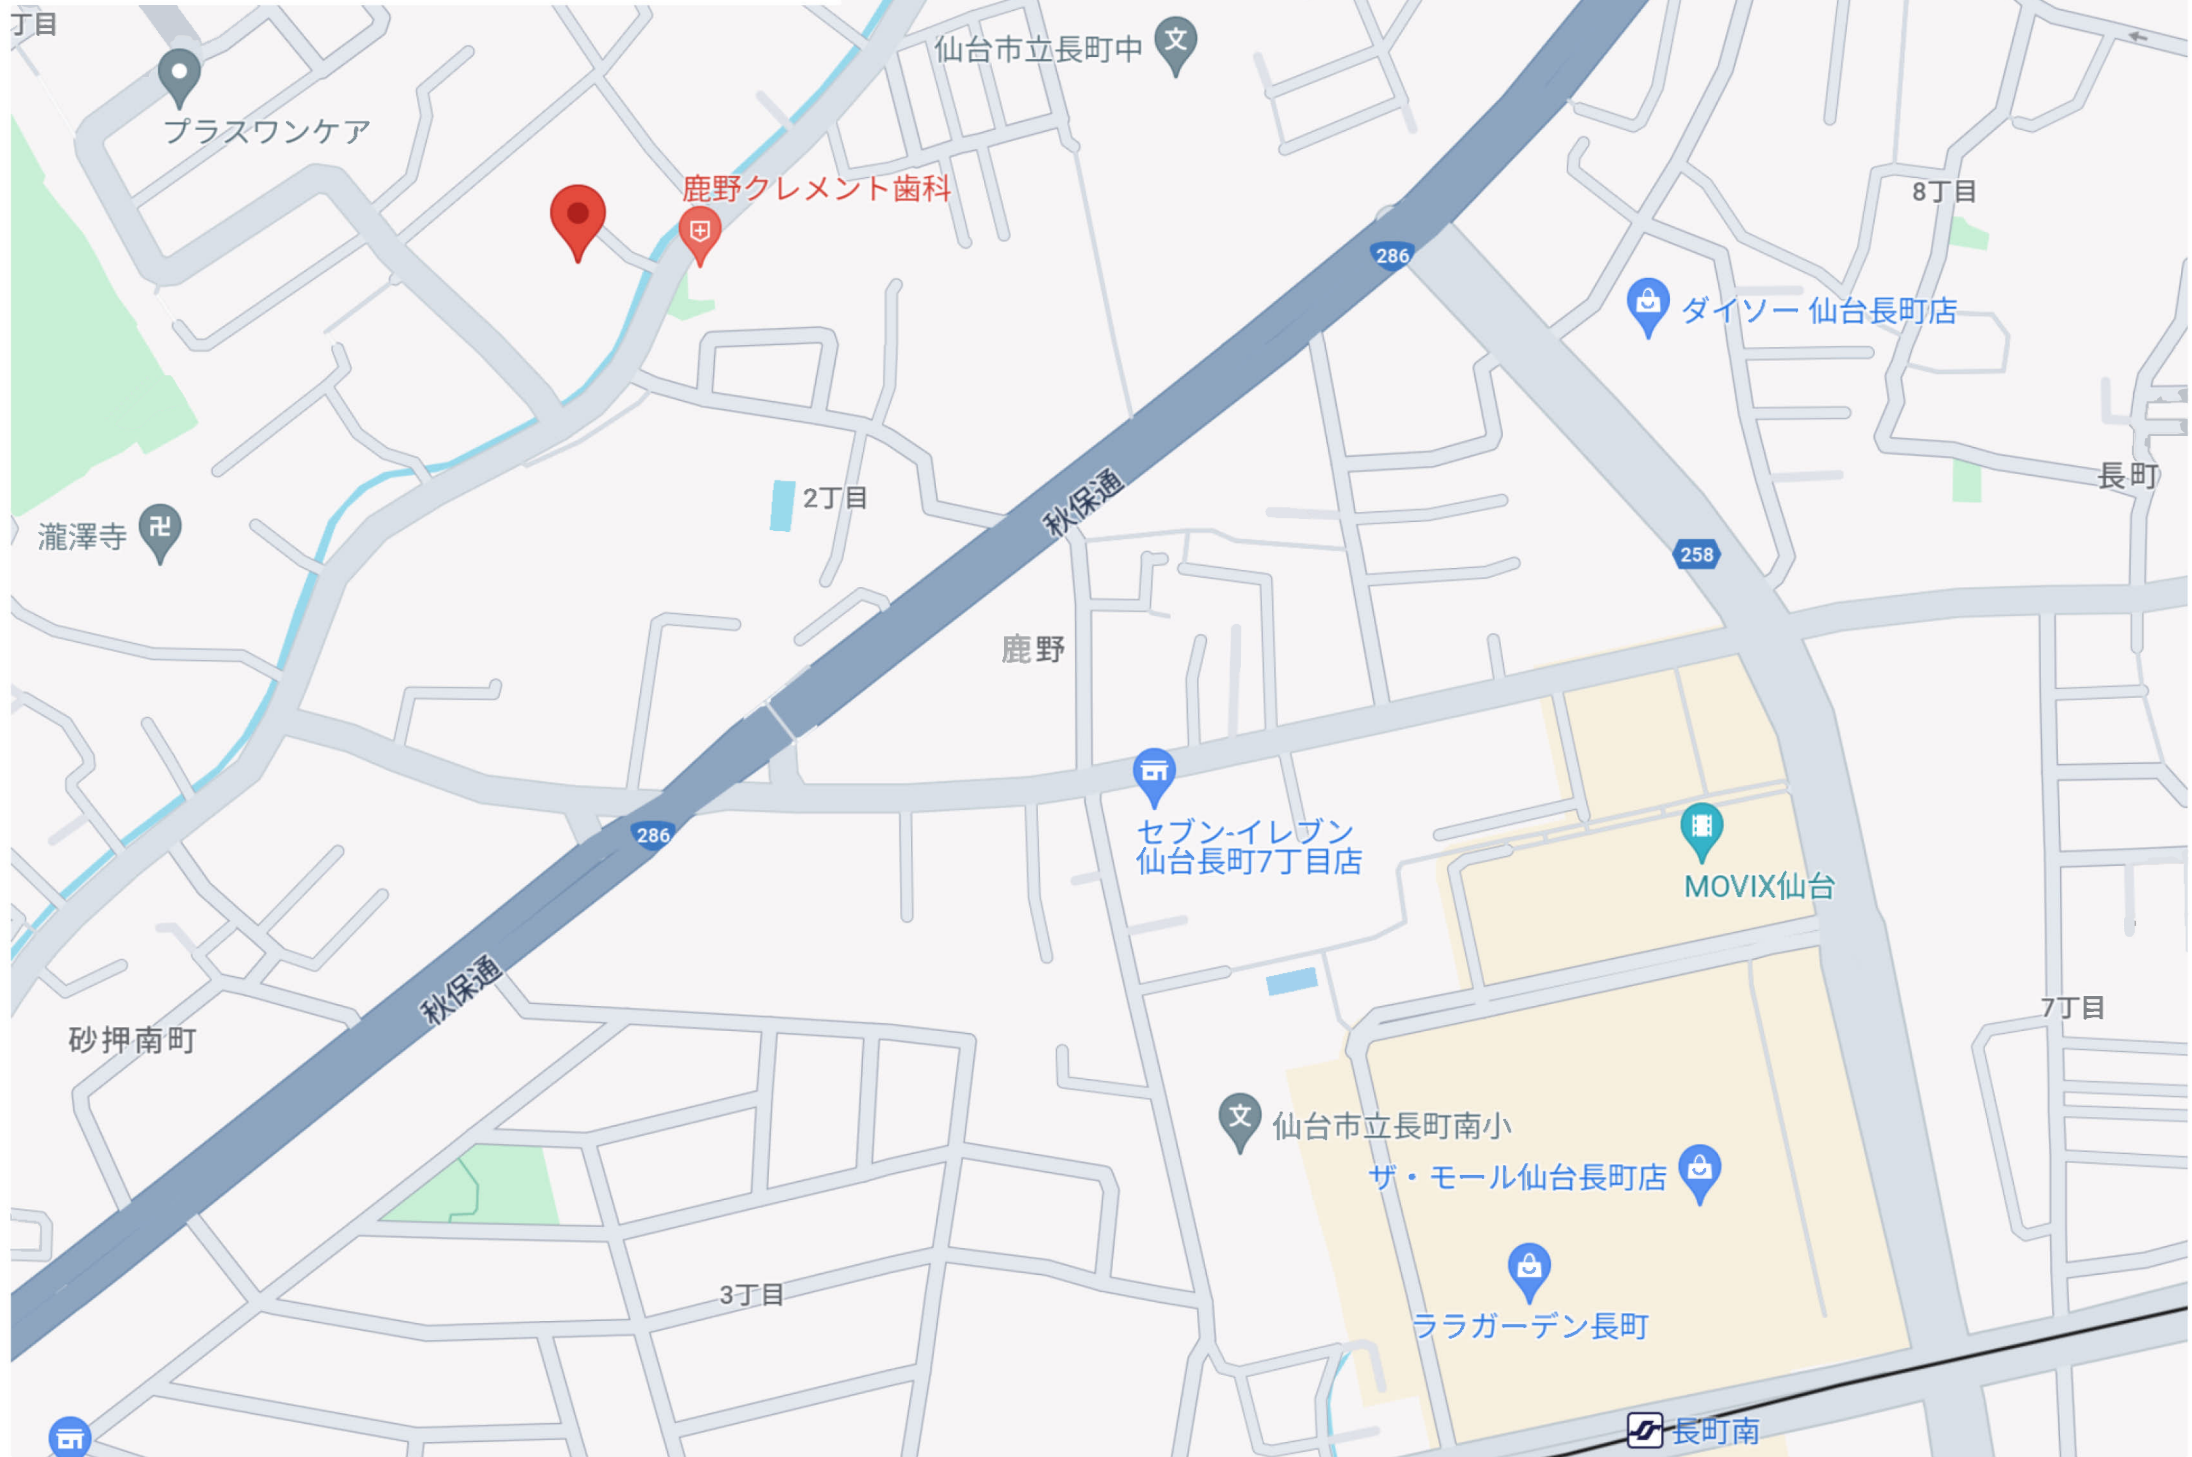 丁目
仙台市立長町中
プラスワンケア
鹿野クレメント歯科
8丁目
286
ダイソー 仙台長町店
長町
2丁目
秋保通
瀧澤寺
258
鹿野
286
セブン-イレブン
仙台長町7丁目店
MOVIX仙台
秋保通
砂押南町
7丁目
仙台市立長町南小
ザ・モール仙台長町店
3丁目
ララガーデン長町
長町南